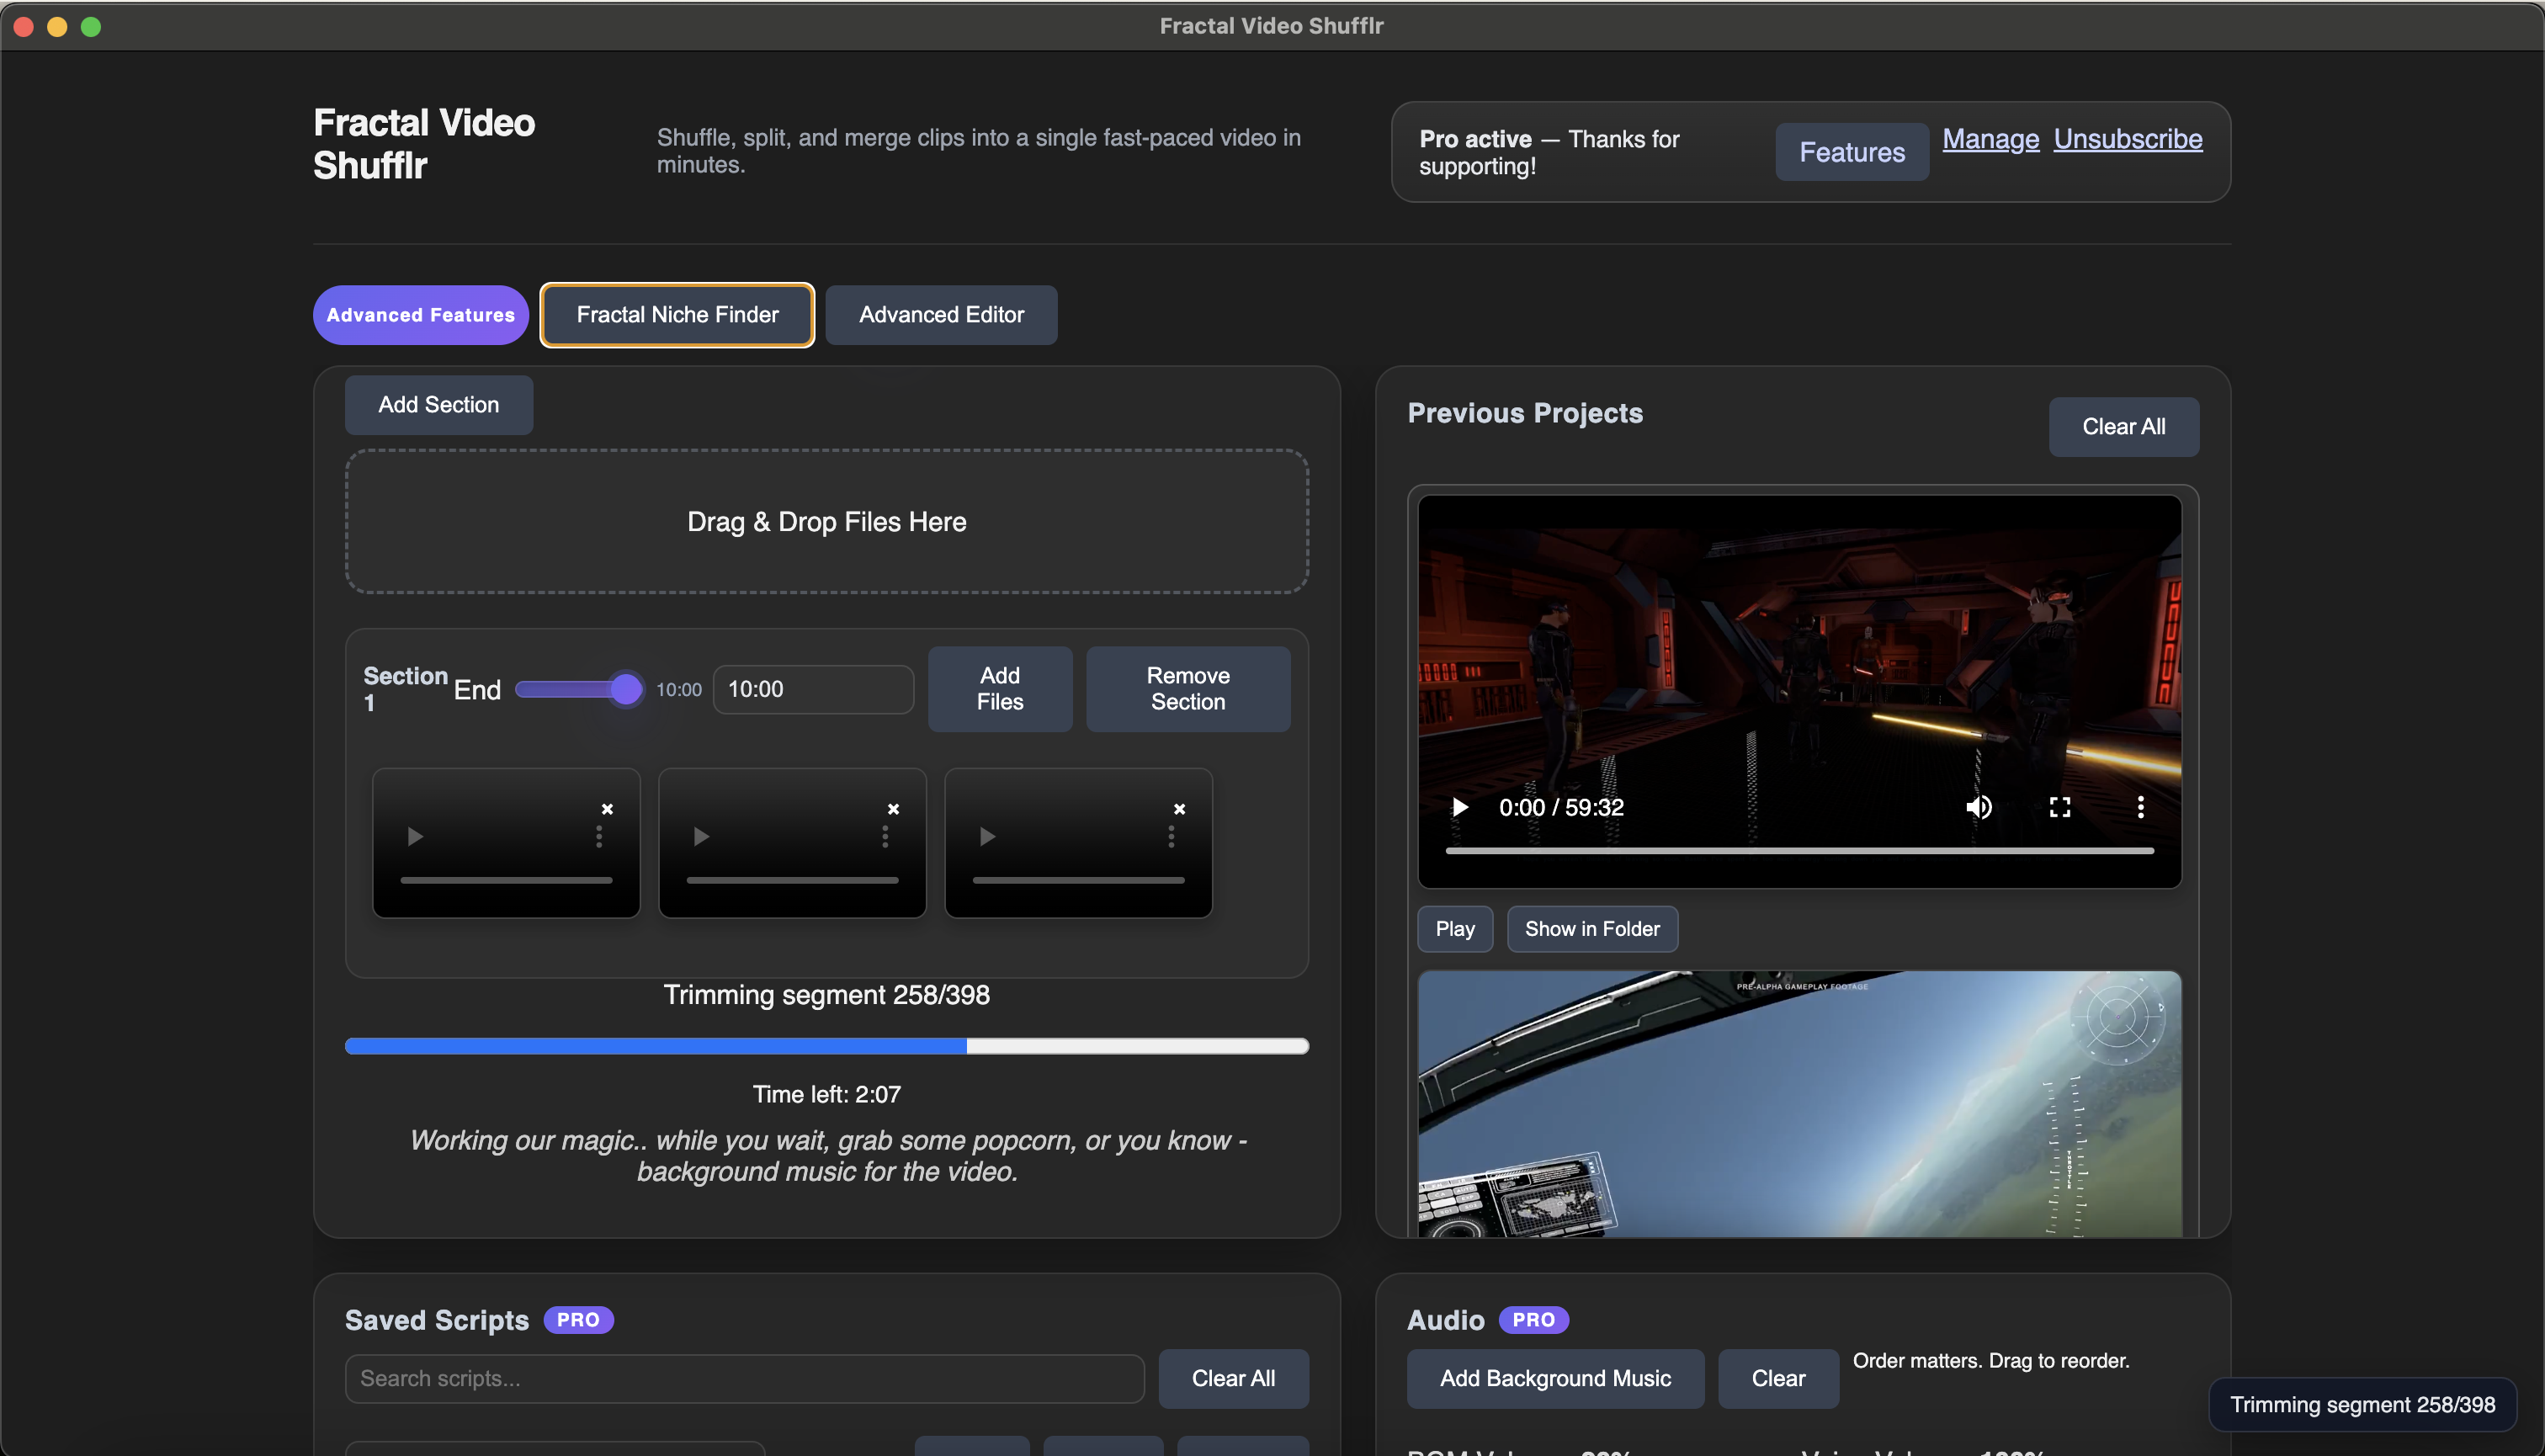 Fractal Video Shufflr
Fractal Video
Shufflr
Shuffle, split, and merge clips into a single fast-paced video in
minutes.
Pro active — Thanks for
supporting!
Features
Manage
Unsubscribe
Advanced Features
Fractal Niche Finder
Advanced Editor
Add Section
Drag & Drop Files Here
Section
1
End
10:00
10:00
Add
Files
Remove
Section
Trimming segment 258/398
Time left: 2:07
Working our magic.. while you wait, grab some popcorn, or you know -
background music for the video.
Previous Projects
Clear All
0:00 / 59:32
Play
Show in Folder
PRE-ALPHA GAMEPLAY FOOTAGE
THROTTLE
Saved Scripts
PRO
Search scripts...
Clear All
Audio
PRO
Add Background Music
Clear
Order matters. Drag to reorder.
Trimming segment 258/398